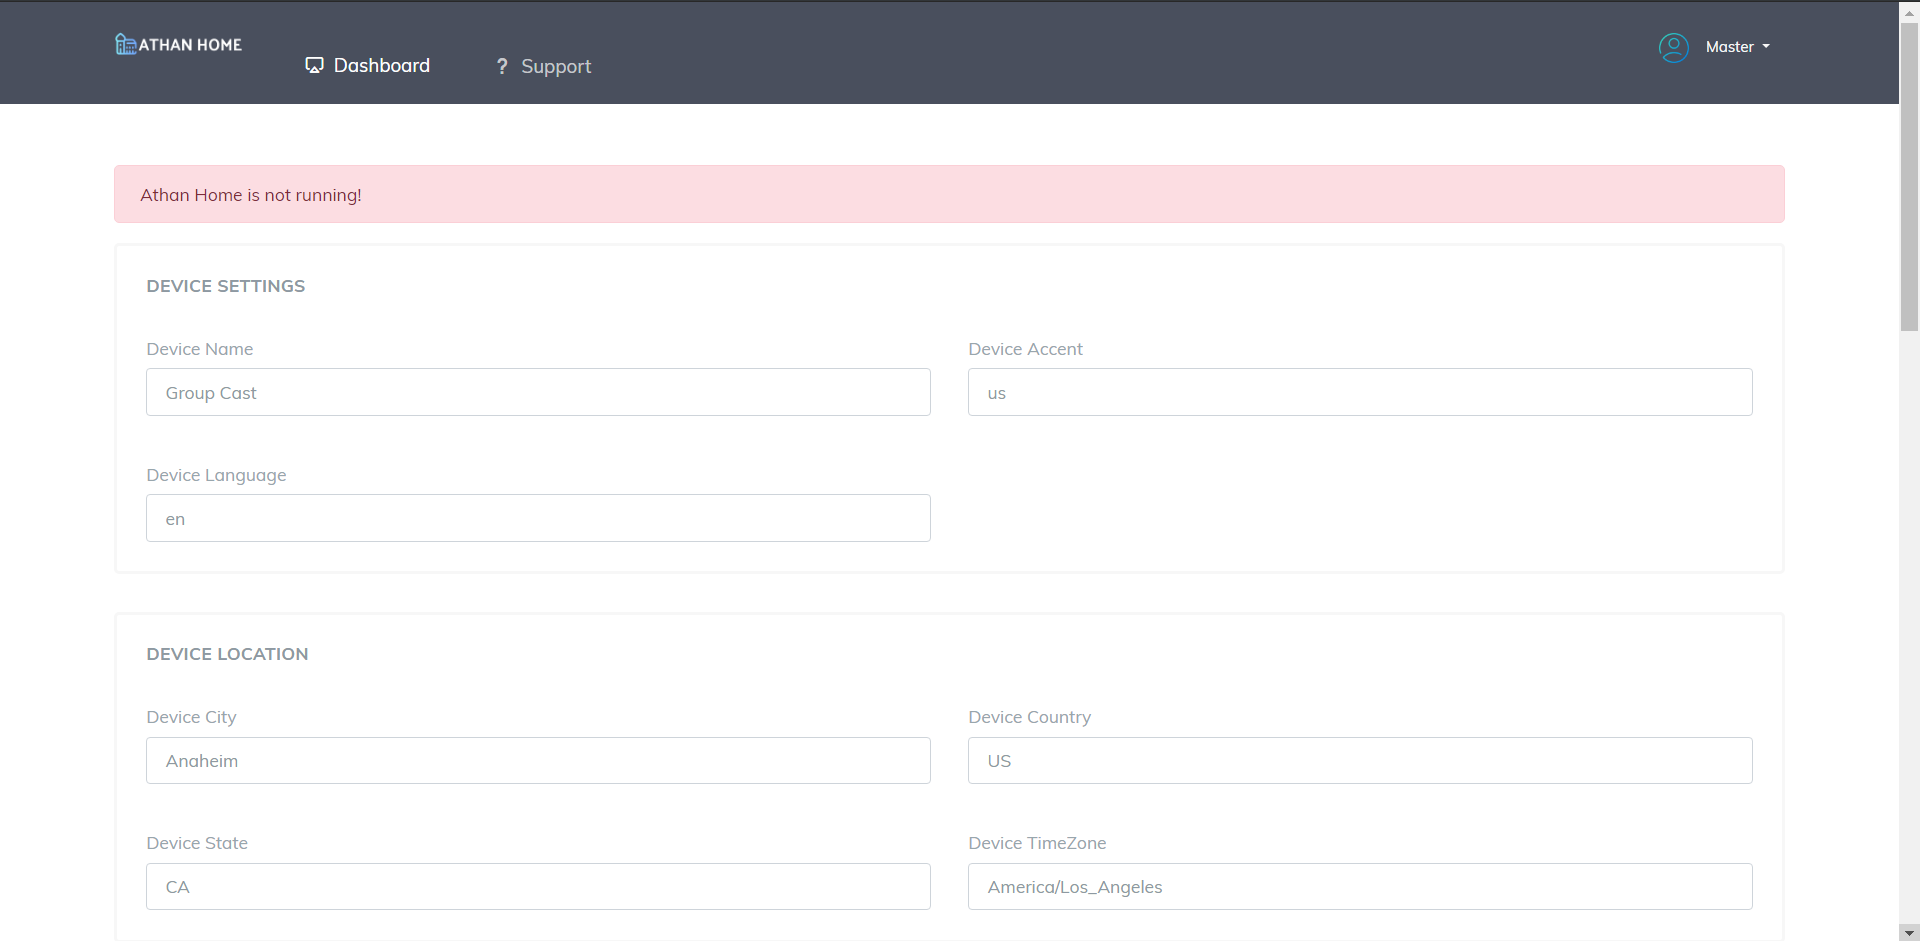 ATHAN HOME
Dashboard
? Support
Master
Athan Home is not running!
DEVICE SETTINGS
Device Name
Device Accent
Group Cast
us
Device Language
en
DEVICE LOCATION
Device City
Device Country
Anaheim
US
Device State
Device TimeZone
CA
America/Los_Angeles